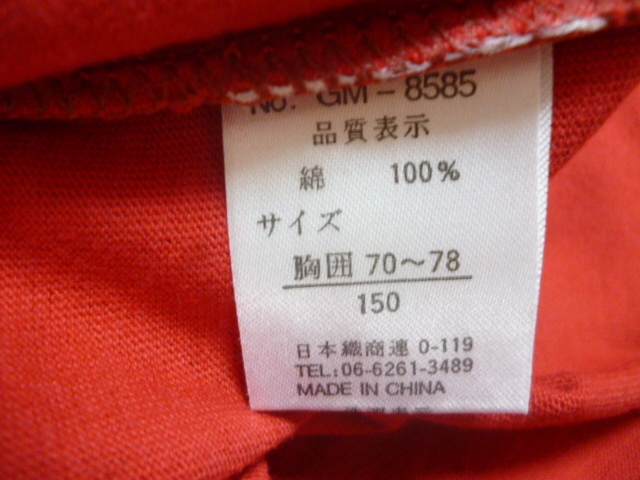 No. GM-8585
品質表示
綿 100%
サイズ
胸囲 70～78
150
日本織商連 0-119
TEL:06-6261-3489
MADE IN CHINA